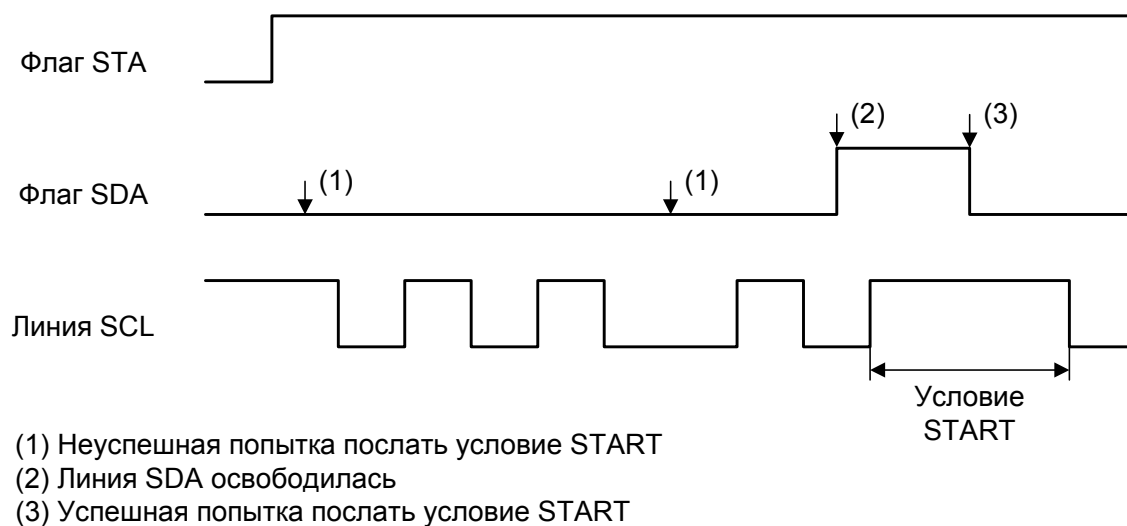 Флаг STA
(2)
(3)
Флаг SDA
(1)
(1)
Линия SCL
Условие
START
(1) Неуспешная попытка послать условие START
(2) Линия SDA освободилась
(3) Успешная попытка послать условие START